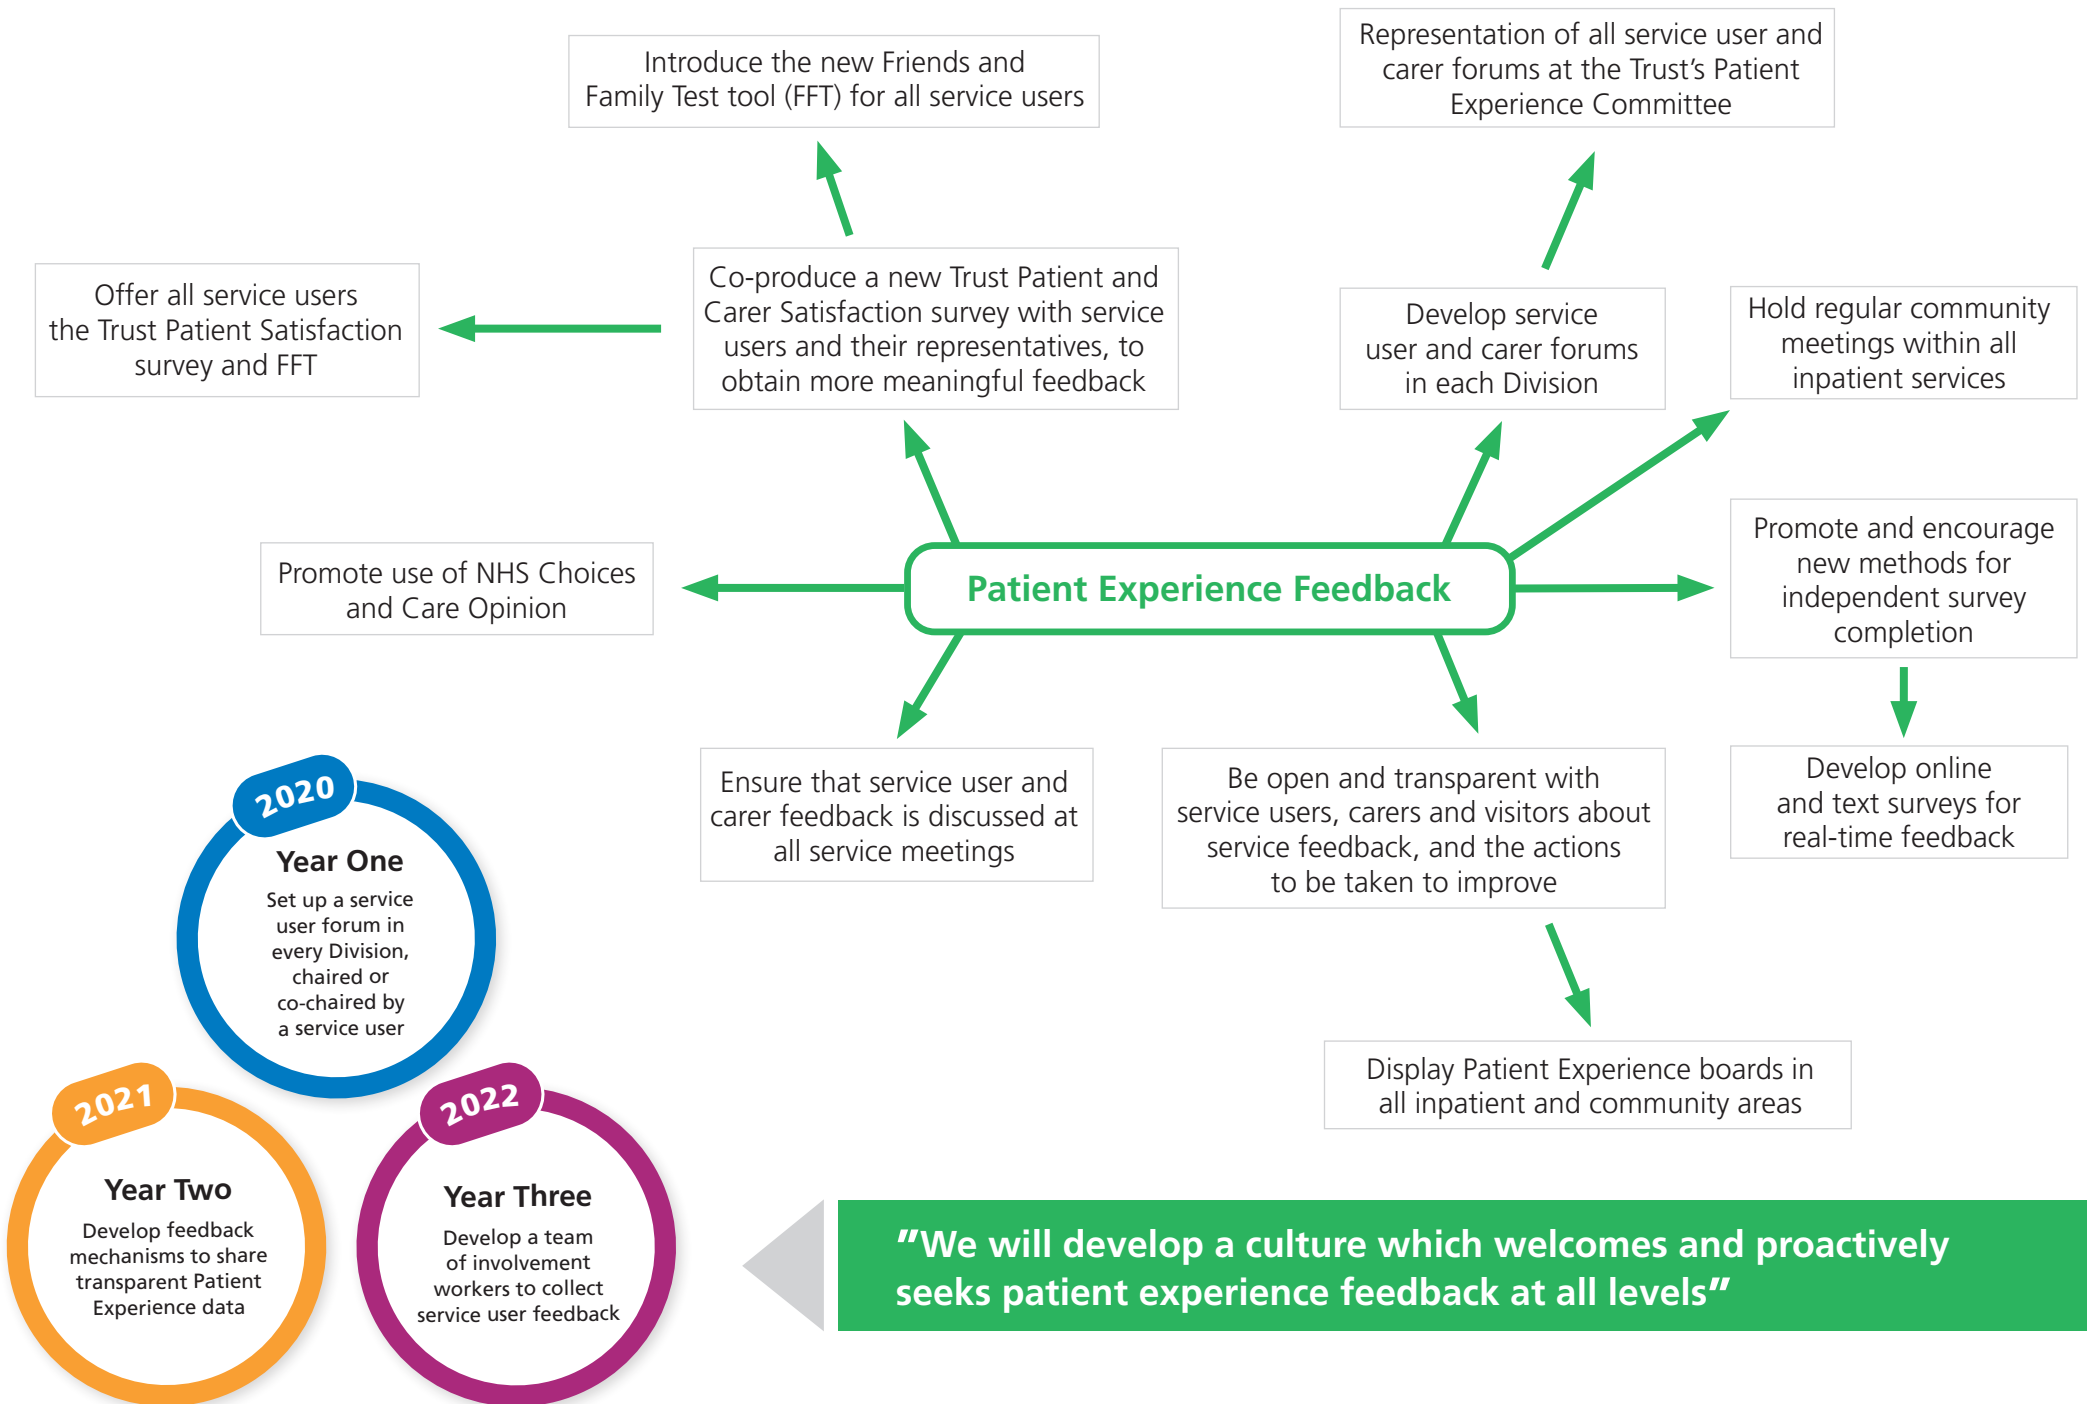 Introduce the new Friends and
Family Test tool (FFT) for all service users
Representation of all service user and
carer forums at the Trust’s Patient
Experience Committee
Offer all service users
the Trust Patient Satisfaction
survey and FFT
Co-produce a new Trust Patient and
Carer Satisfaction survey with service
users and their representatives, to
obtain more meaningful feedback
Develop service
user and carer forums
in each Division
Hold regular community
meetings within all
inpatient services
Promote use of NHS Choices
and Care Opinion
Patient Experience Feedback
Promote and encourage
new methods for
independent survey
completion
Ensure that service user and
carer feedback is discussed at
all service meetings
Be open and transparent with
service users, carers and visitors about
service feedback, and the actions
to be taken to improve
Develop online
and text surveys for
real-time feedback
Display Patient Experience boards in
all inpatient and community areas
2020
Year One
Set up a service
user forum in
every Division,
chaired or
co-chaired by
a service user
2021
Year Two
Develop feedback
mechanisms to share
transparent Patient
Experience data
2022
Year Three
Develop a team
of involvement
workers to collect
service user feedback
"We will develop a culture which welcomes and proactively
seeks patient experience feedback at all levels"